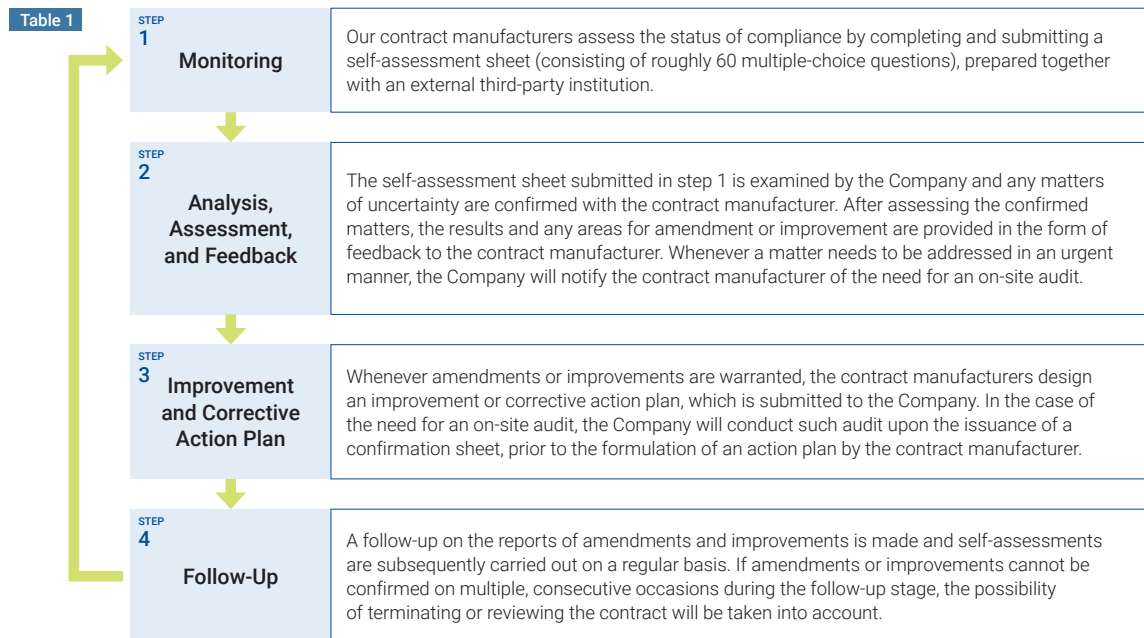 Table 1
STEP
1
Monitoring
Our contract manufacturers assess the status of compliance by completing and submitting a
self-assessment sheet (consisting of roughly 60 multiple-choice questions), prepared together
with an external third-party institution.
STEP
2
Analysis,
Assessment,
and Feedback
The self-assessment sheet submitted in step 1 is examined by the Company and any matters
of uncertainty are confirmed with the contract manufacturer. After assessing the confirmed
matters, the results and any areas for amendment or improvement are provided in the form of
feedback to the contract manufacturer. Whenever a matter needs to be addressed in an urgent
manner, the Company will notify the contract manufacturer of the need for an on-site audit.
STEP
3
Improvement
and Corrective
Action Plan
Whenever amendments or improvements are warranted, the contract manufacturers design
an improvement or corrective action plan, which is submitted to the Company. In the case of
the need for an on-site audit, the Company will conduct such audit upon the issuance of a
confirmation sheet, prior to the formulation of an action plan by the contract manufacturer.
STEP
4
Follow-Up
A follow-up on the reports of amendments and improvements is made and self-assessments
are subsequently carried out on a regular basis. If amendments or improvements cannot be
confirmed on multiple, consecutive occasions during the follow-up stage, the possibility
of terminating or reviewing the contract will be taken into account.